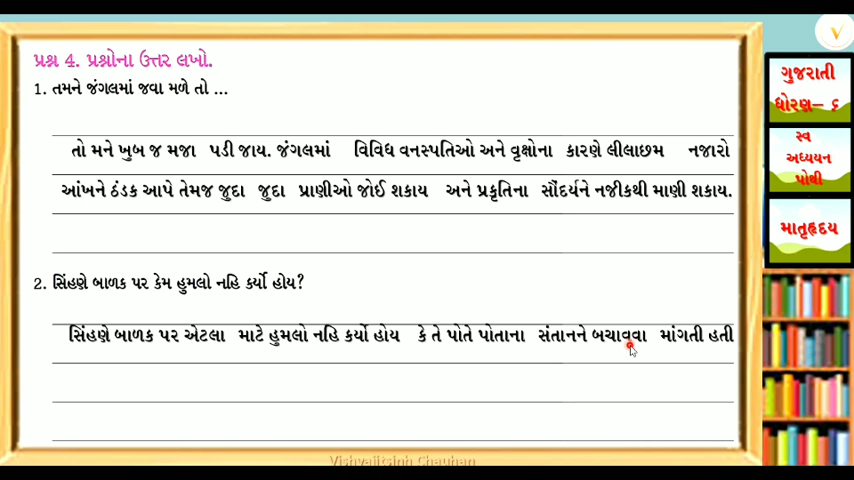 પ્રશ્ન 4. પ્રશ્નોના ઉત્તર લખો.
1. તમને જંગલમાં જવા મળે તો ...
તો મને ખુબ જ મજા પડી જાય. જંગલમાં વિવિધ વનસ્પતિઓ અને વૃક્ષોના કારણે લીલાછમ નજારો
આંખને ઠંડક આપે તેમજ જુદા જુદા પ્રાણીઓ જોઈ શકાય અને પ્રકૃતિના સૌંદર્યને નજીકથી માણી શકાય.
2. સિંહણે બાળક પર કેમ હુમલો નહિ કર્યો હોય?
સિંહણે બાળક પર એટલા માટે હુમલો નહિ કર્યો હોય કે તે પોતે પોતાના સંતાનને બચાવવા માંગતી હતી
V
ગુજરાતી
ધોરણ– ૬
સ્વ
અધ્યયન
પોથી
માતૃહૃદય
Vishvajitsinh Chauhan